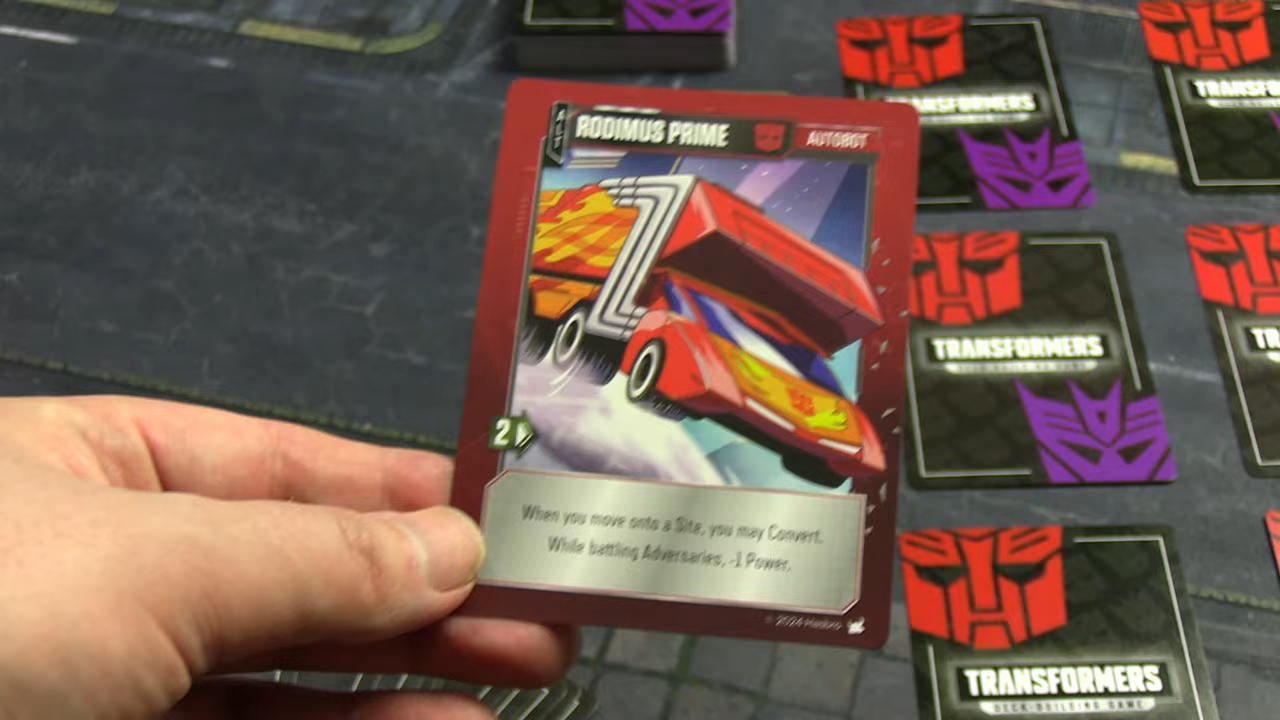 RODIMUS PRIME
AUTOBOT
2
When you move onto a Site, you may Convert.
While battling Adversaries, -1 Power.
© 2024 Hasbro
TRANSFORMERS
TRANSFORMERS
DECK-BUILDING GAME
TRANSFORMERS
DECK-BUILDING GAME